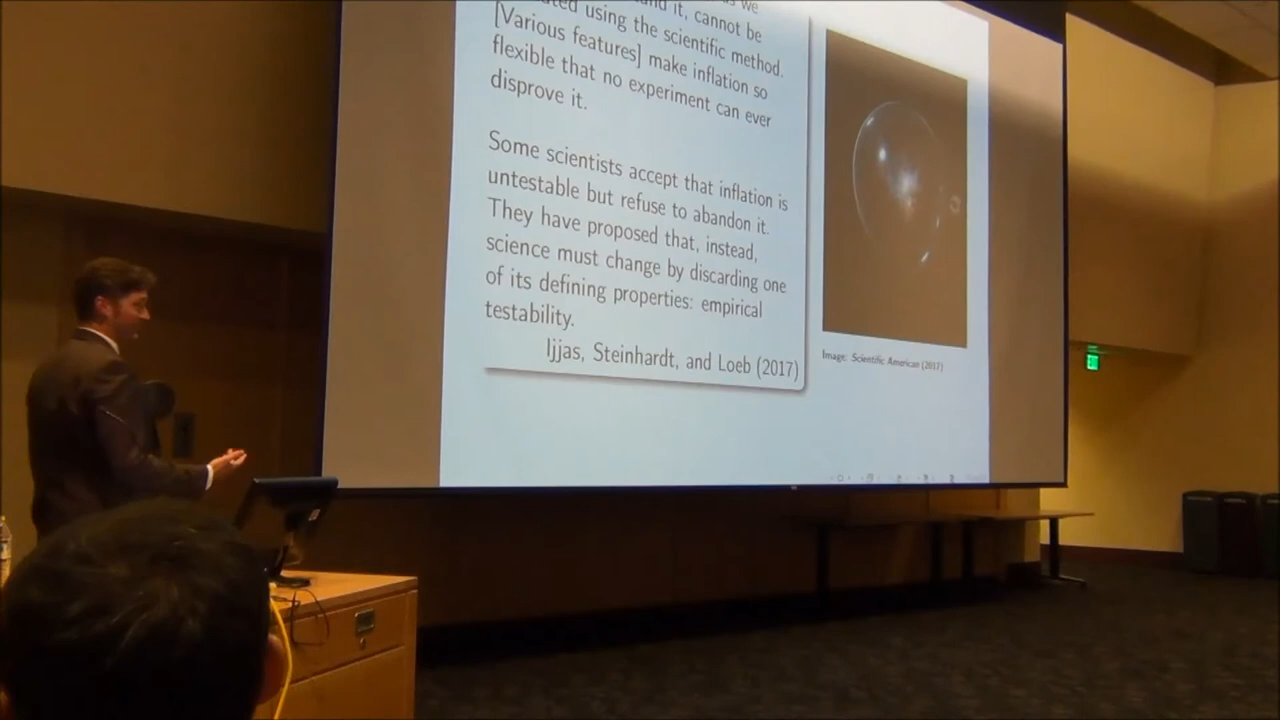 we
it, cannot be
using the scientific method.
[Various features] make inflation so
flexible that no experiment can ever
disprove it.
Some scientists accept that inflation is
untestable but refuse to abandon it.
They have proposed that, instead,
science must change by discarding one
of its defining properties: empirical
testability.
Ijjas, Steinhardt, and Loeb (2017)
Image: Scientific American (2017)